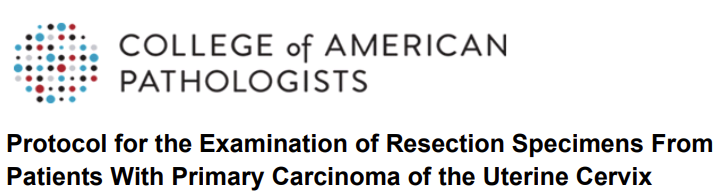 COLLEGE of AMERICAN
PATHOLOGISTS
Protocol for the Examination of Resection Specimens From
Patients With Primary Carcinoma of the Uterine Cervix